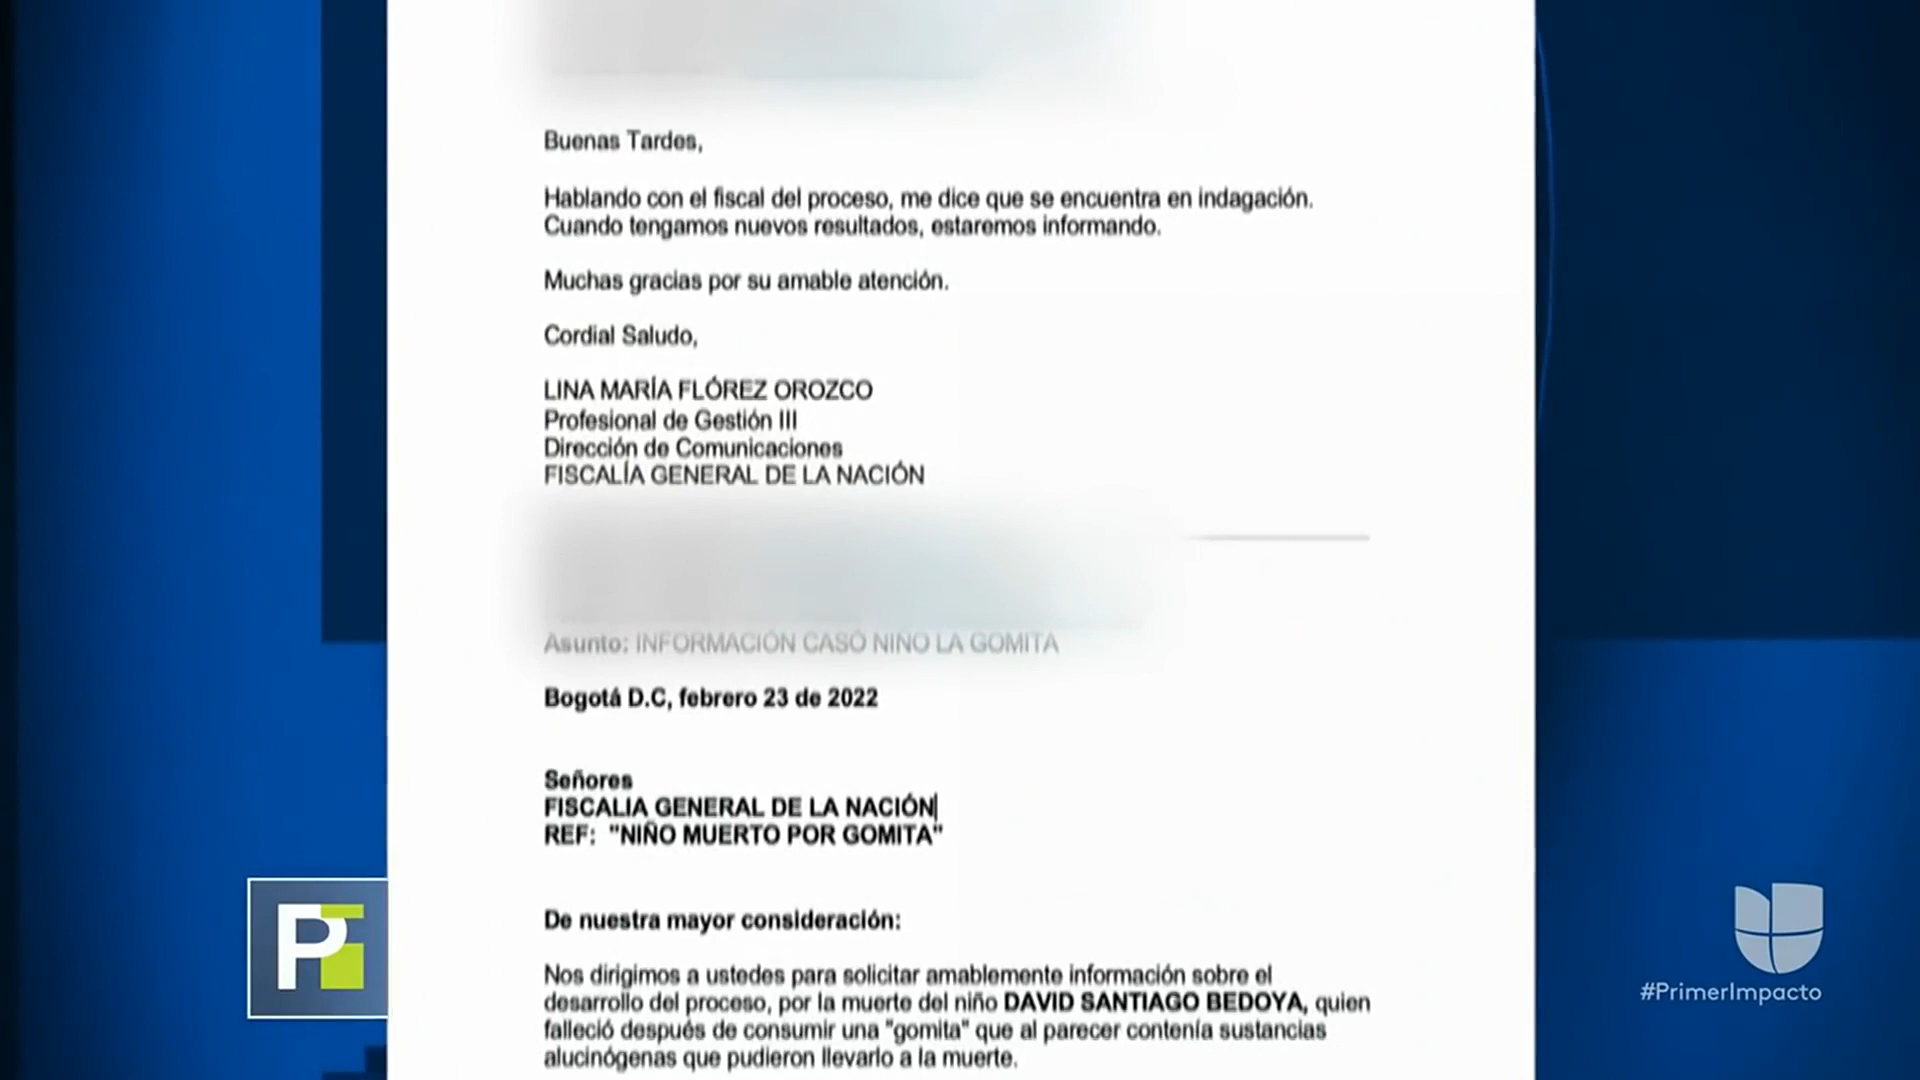 Buenas Tardes,
Hablando con el fiscal del proceso, me dice que se encuentra en indagación.
Cuando tengamos nuevos resultados, estaremos informando.
Muchas gracias por su amable atención.
Cordial Saludo,
LINA MARÍA FLÓREZ OROZCO
Profesional de Gestión III
Dirección de Comunicaciones
FISCALÍA GENERAL DE LA NACIÓN
Asunto: INFORMACIÓN CASO NIÑO LA GOMITA
Bogotá D.C, febrero 23 de 2022
Señores
FISCALIA GENERAL DE LA NACIÓN
REF: "NIÑO MUERTO POR GOMITA"
De nuestra mayor consideración:
Nos dirigimos a ustedes para solicitar amablemente información sobre el
desarrollo del proceso, por la muerte del niño DAVID SANTIAGO BEDOYA, quien
falleció después de consumir una "gomita" que al parecer contenía sustancias
alucinógenas que pudieron llevarlo a la muerte.
PI
#PrimerImpacto